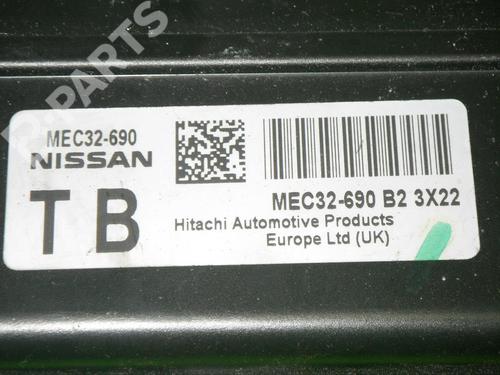 B-PARTS
MEC32-690
NISSAN
TB
MEC32-690 B2 3X22
Hitachi Automotive Products
Europe Ltd (UK)